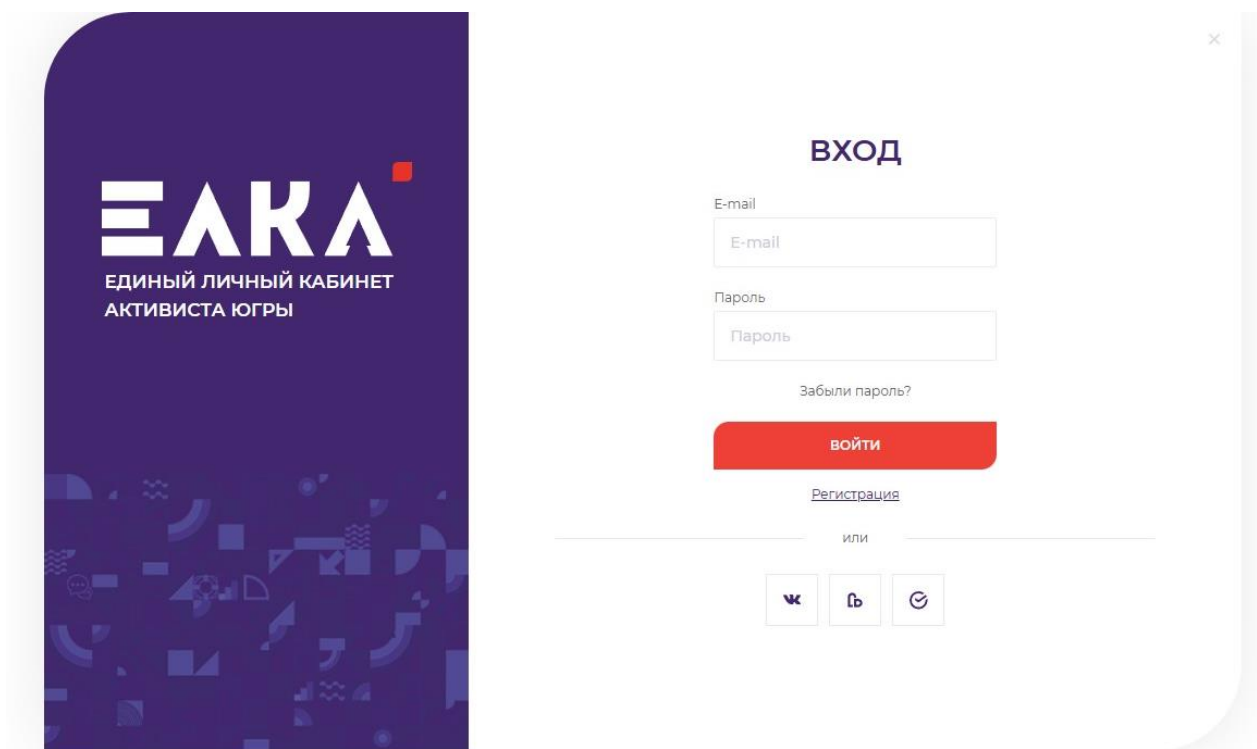 ЕЛКА
ЕДИНЫЙ ЛИЧНЫЙ КАБИНЕТ
АКТИВИСТА ЮГРЫ
ВХОД
E-mail
E-mail
Пароль
Пароль
Забыли пароль?
ВОЙТИ
Регистрация
или